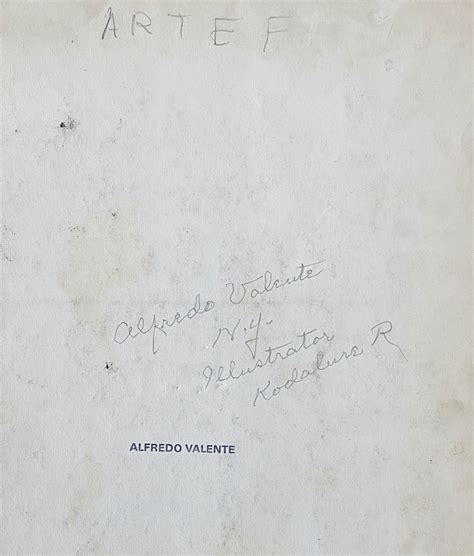 ARTEF
Alfredo Valente
N.Y.
Illustrator
Kodalure R
ALFREDO VALENTE